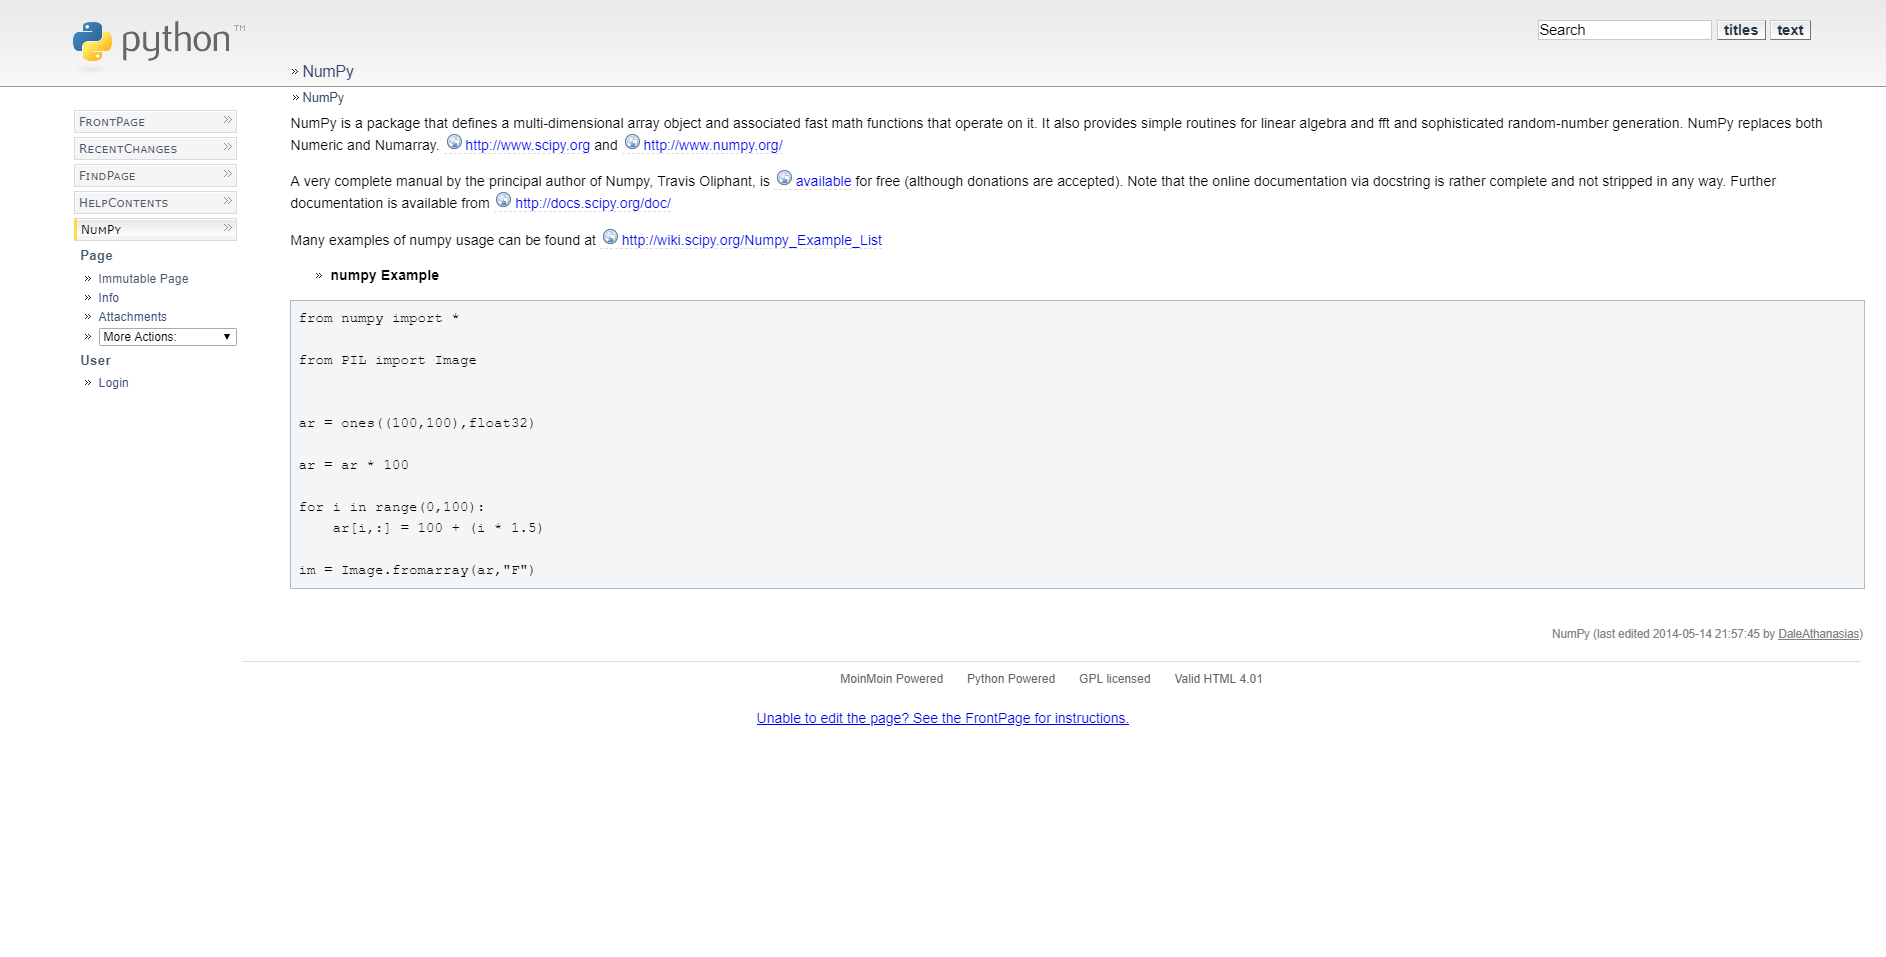 python™
Search
titles
text
» NumPy
» NumPy
FrontPage
RecentChanges
FindPage
HelpContents
NumPy
Page
» Immutable Page
» Info
» Attachments
» More Actions:
User
» Login
NumPy is a package that defines a multi-dimensional array object and associated fast math functions that operate on it. It also provides simple routines for linear algebra and fft and sophisticated random-number generation. NumPy replaces both
Numeric and Numarray. http://www.scipy.org and http://www.numpy.org/
A very complete manual by the principal author of Numpy, Travis Oliphant, is available for free (although donations are accepted). Note that the online documentation via docstring is rather complete and not stripped in any way. Further
documentation is available from http://docs.scipy.org/doc/
Many examples of numpy usage can be found at http://wiki.scipy.org/Numpy_Example_List
» numpy Example
from numpy import *
from PIL import Image
ar = ones((100,100),float32)
ar = ar * 100
for i in range(0,100):
    ar[i,:] = 100 + (i * 1.5)
im = Image.fromarray(ar,"F")
NumPy (last edited 2014-05-14 21:57:45 by DaleAthanasias)
MoinMoin Powered Python Powered GPL licensed Valid HTML 4.01
Unable to edit the page? See the FrontPage for instructions.